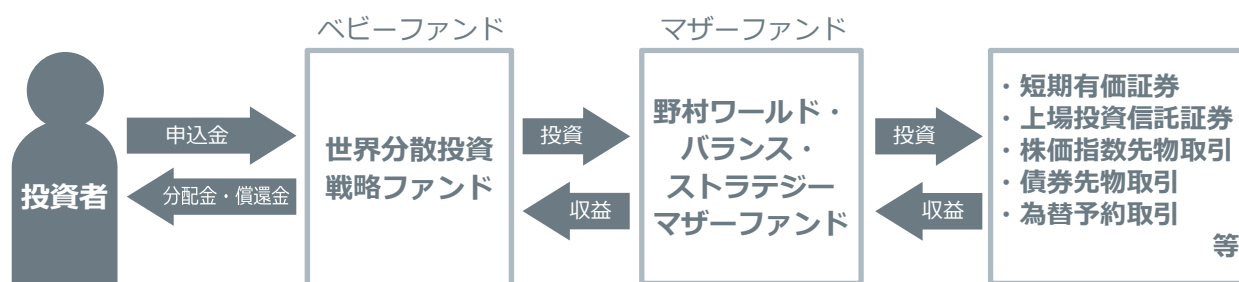 ベビーファンド
マザーファンド
投資者
申込金
分配金・償還金
世界分散投資
戦略ファンド
投資
収益
野村ワールド・
バランス・
ストラテジー
マザーファンド
投資
収益
・短期有価証券
・上場投資信託証券
・株価指数先物取引
・債券先物取引
・為替予約取引
等